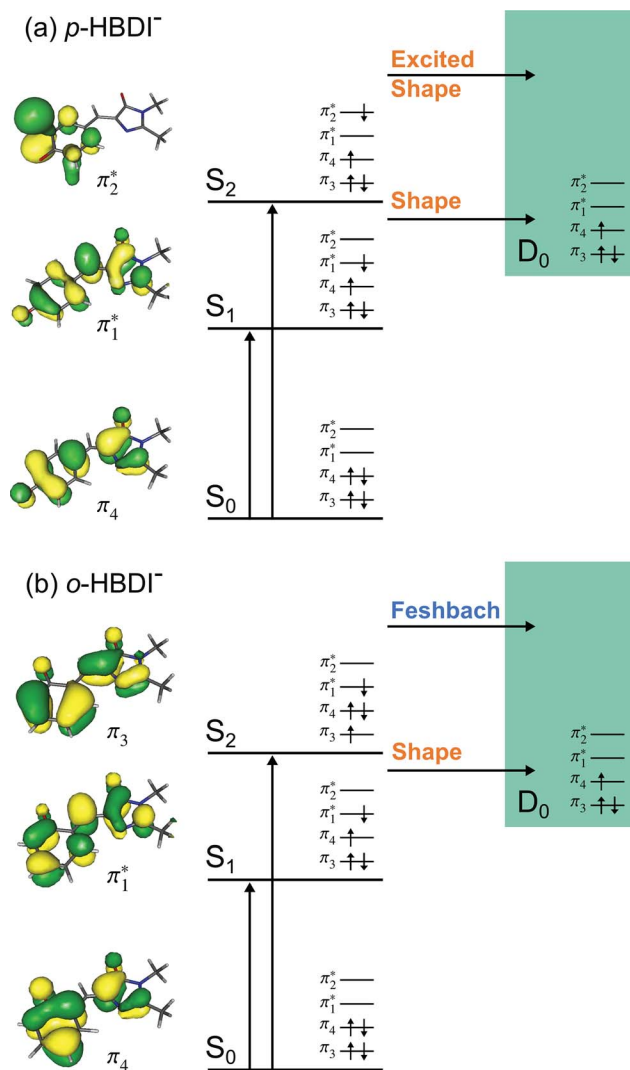 (a) p-HBDI⁻
Excited
Shape
π₂*
π₂*
π₁*
π₄
π₃
S₂
Shape
π₂*
π₁*
π₄
π₃
D₀
π₂*
π₁*
π₄
π₃
π₁*
S₁
π₂*
π₁*
π₄
π₃
π₄
S₀
(b) o-HBDI⁻
Feshbach
π₃
π₂*
π₁*
π₄
π₃
S₂
Shape
π₂*
π₁*
π₄
π₃
D₀
π₂*
π₁*
π₄
π₃
π₁*
S₁
π₂*
π₁*
π₄
π₃
π₄
S₀